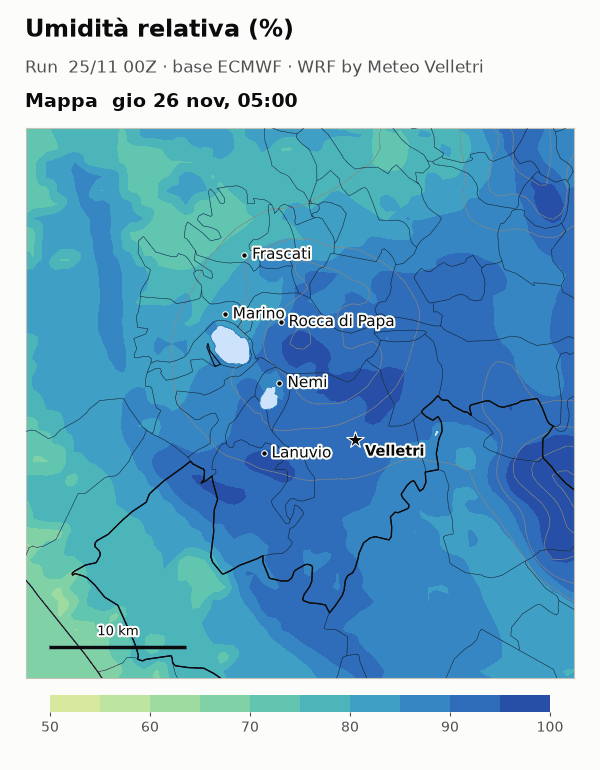 Umidità relativa (%)
Run  25/11 00Z · base ECMWF · WRF by Meteo Velletri
Mappa  gio 26 nov, 05:00
Frascati
Marino
Rocca di Papa
Nemi
Velletri
Lanuvio
10 km
50 60 70 80 90 100